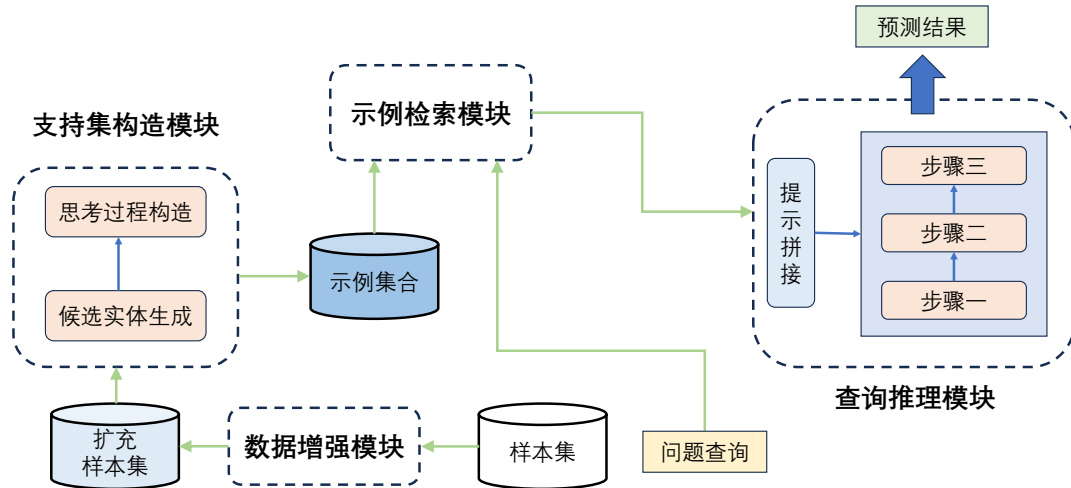 预测结果
支持集构造模块
示例检索模块
思考过程构造
候选实体生成
示例集合
提
示
拼
接
步骤三
步骤二
步骤一
查询推理模块
扩充
样本集
数据增强模块
样本集
问题查询